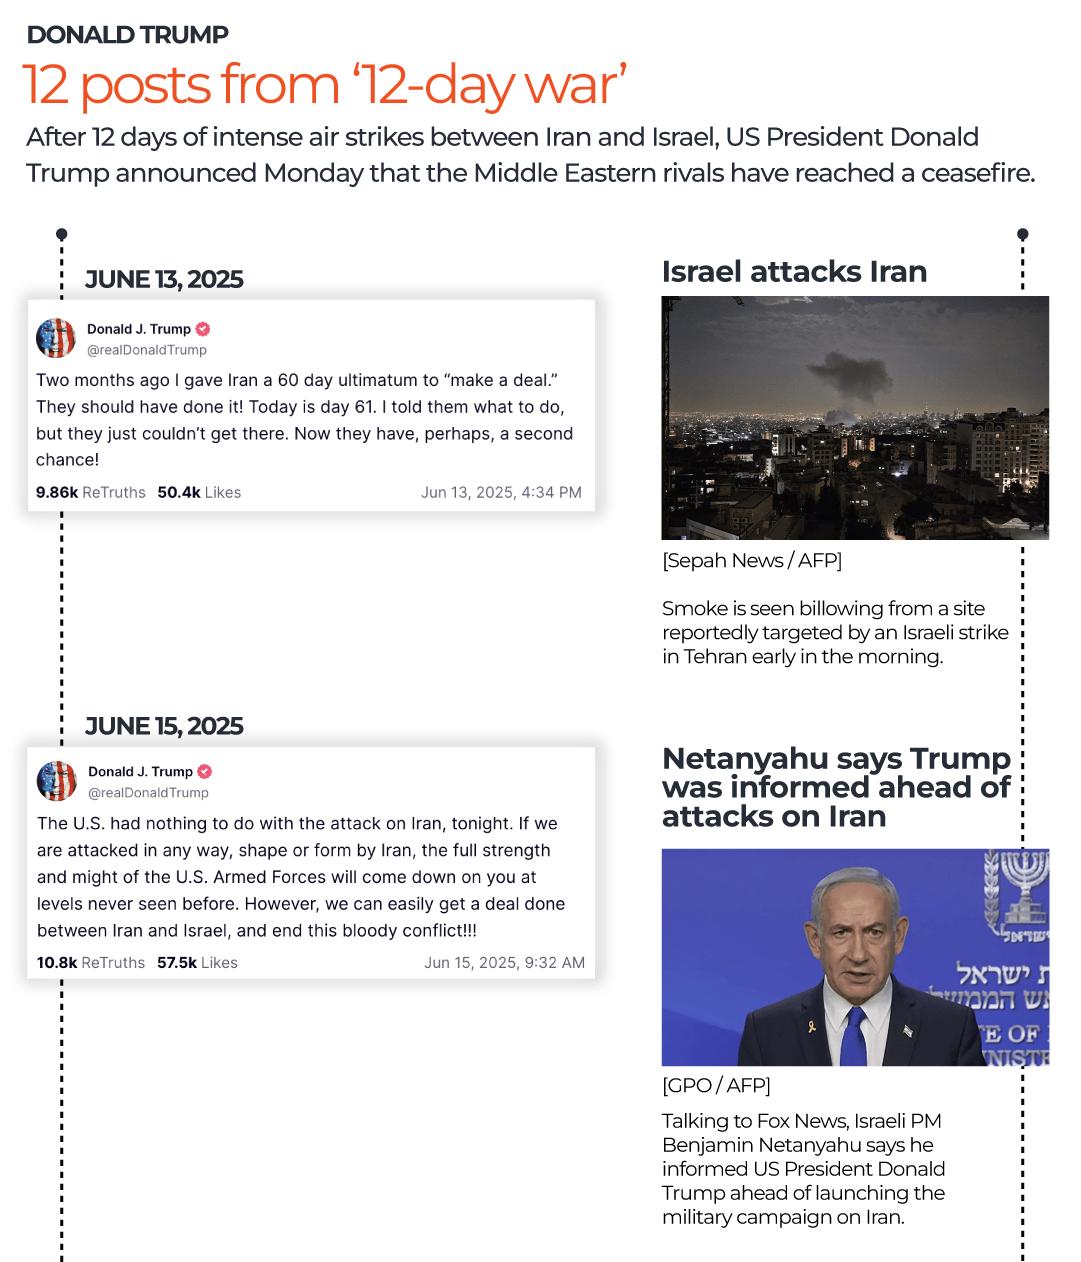 DONALD TRUMP
12 posts from ‘12-day war’
After 12 days of intense air strikes between Iran and Israel, US President Donald
Trump announced Monday that the Middle Eastern rivals have reached a ceasefire.
JUNE 13, 2025
Donald J. Trump
@realDonaldTrump
Two months ago I gave Iran a 60 day ultimatum to “make a deal.”
They should have done it! Today is day 61. I told them what to do,
but they just couldn’t get there. Now they have, perhaps, a second
chance!
9.86k ReTruths 50.4k Likes Jun 13, 2025, 4:34 PM
Israel attacks Iran
[Sepah News / AFP]
Smoke is seen billowing from a site
reportedly targeted by an Israeli strike
in Tehran early in the morning.
JUNE 15, 2025
Donald J. Trump
@realDonaldTrump
The U.S. had nothing to do with the attack on Iran, tonight. If we
are attacked in any way, shape or form by Iran, the full strength
and might of the U.S. Armed Forces will come down on you at
levels never seen before. However, we can easily get a deal done
between Iran and Israel, and end this bloody conflict!!!
10.8k ReTruths 57.5k Likes Jun 15, 2025, 9:32 AM
Netanyahu says Trump
was informed ahead of
attacks on Iran
ישראל
E OF
[GPO / AFP]
Talking to Fox News, Israeli PM
Benjamin Netanyahu says he
informed US President Donald
Trump ahead of launching the
military campaign on Iran.